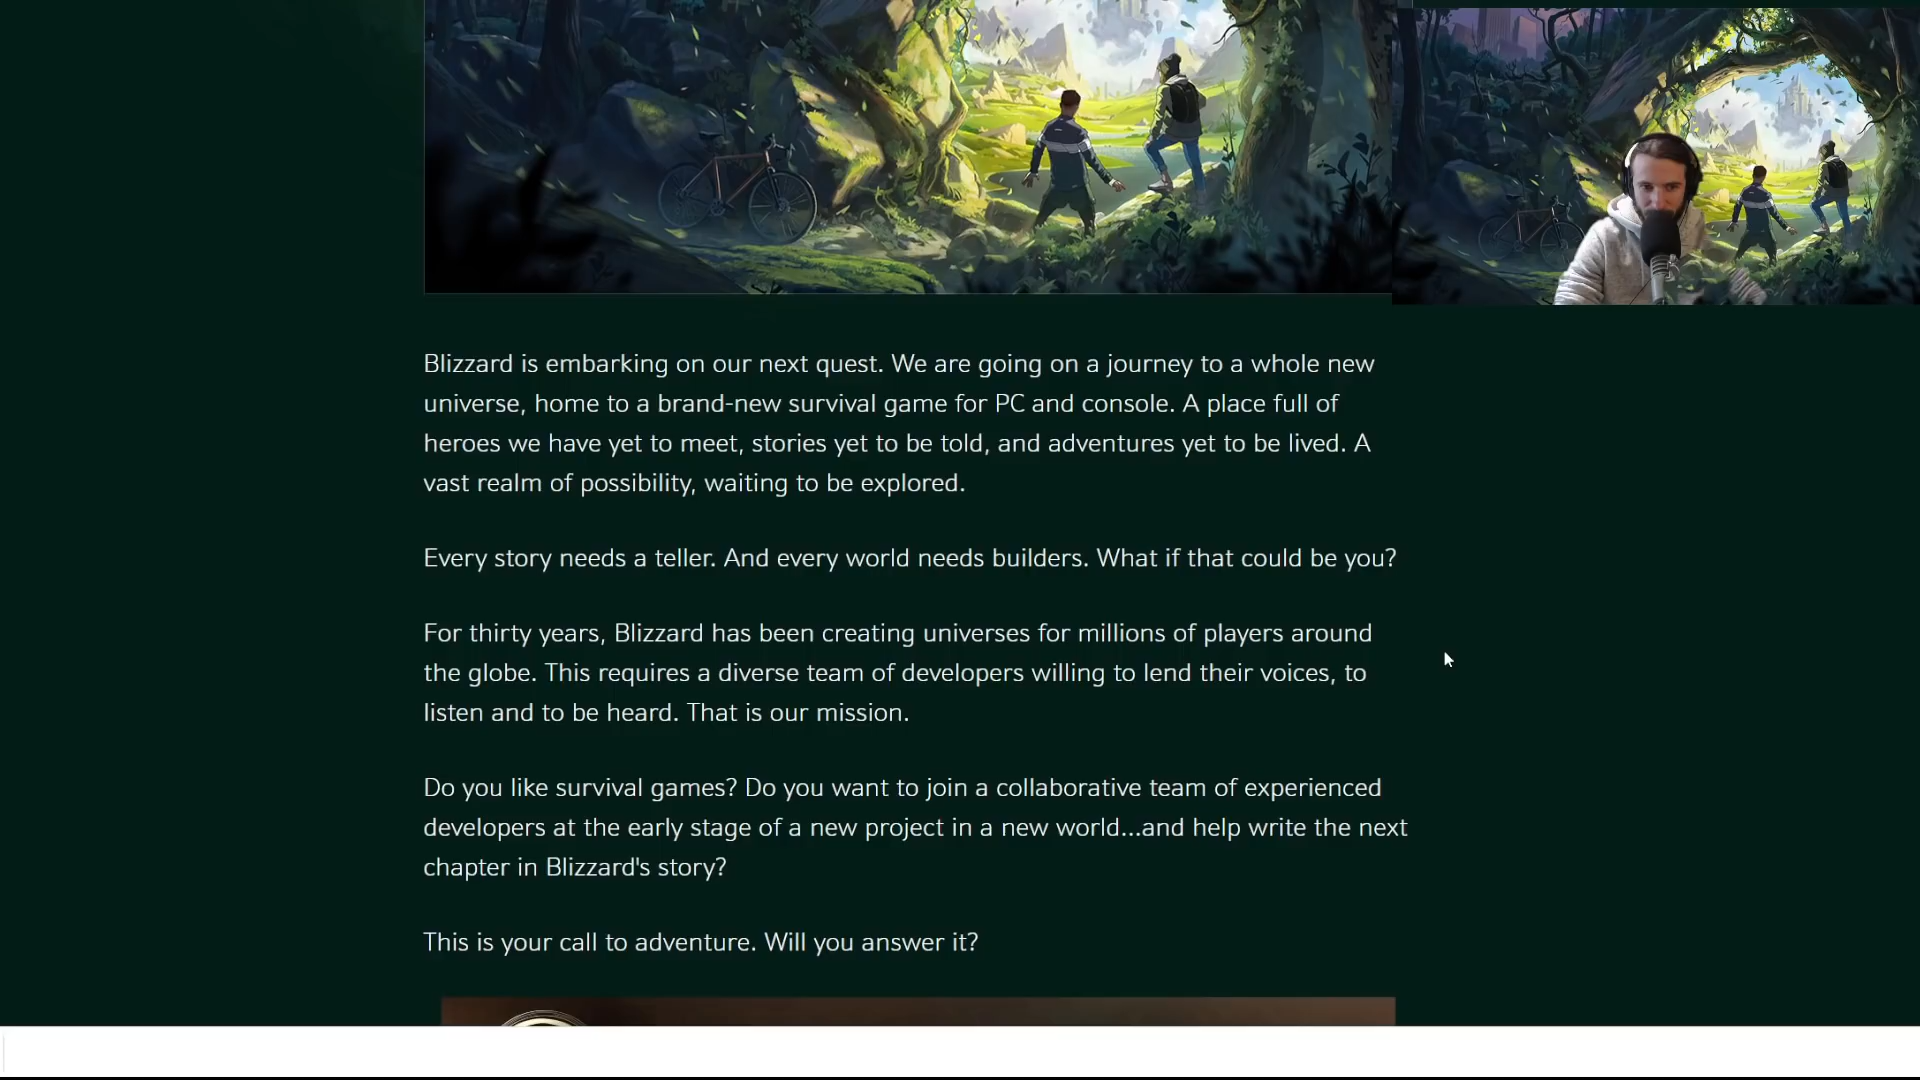 Blizzard is embarking on our next quest. We are going on a journey to a whole new
universe, home to a brand-new survival game for PC and console. A place full of
heroes we have yet to meet, stories yet to be told, and adventures yet to be lived. A
vast realm of possibility, waiting to be explored.
Every story needs a teller. And every world needs builders. What if that could be you?
For thirty years, Blizzard has been creating universes for millions of players around
the globe. This requires a diverse team of developers willing to lend their voices, to
listen and to be heard. That is our mission.
Do you like survival games? Do you want to join a collaborative team of experienced
developers at the early stage of a new project in a new world...and help write the next
chapter in Blizzard's story?
This is your call to adventure. Will you answer it?